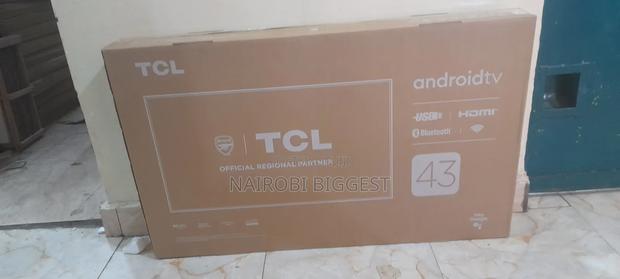 TCL
androidtv
USB
HDMI
Bluetooth
TCL
OFFICIAL REGIONAL PARTNER
NAIROBI BIGGEST
43